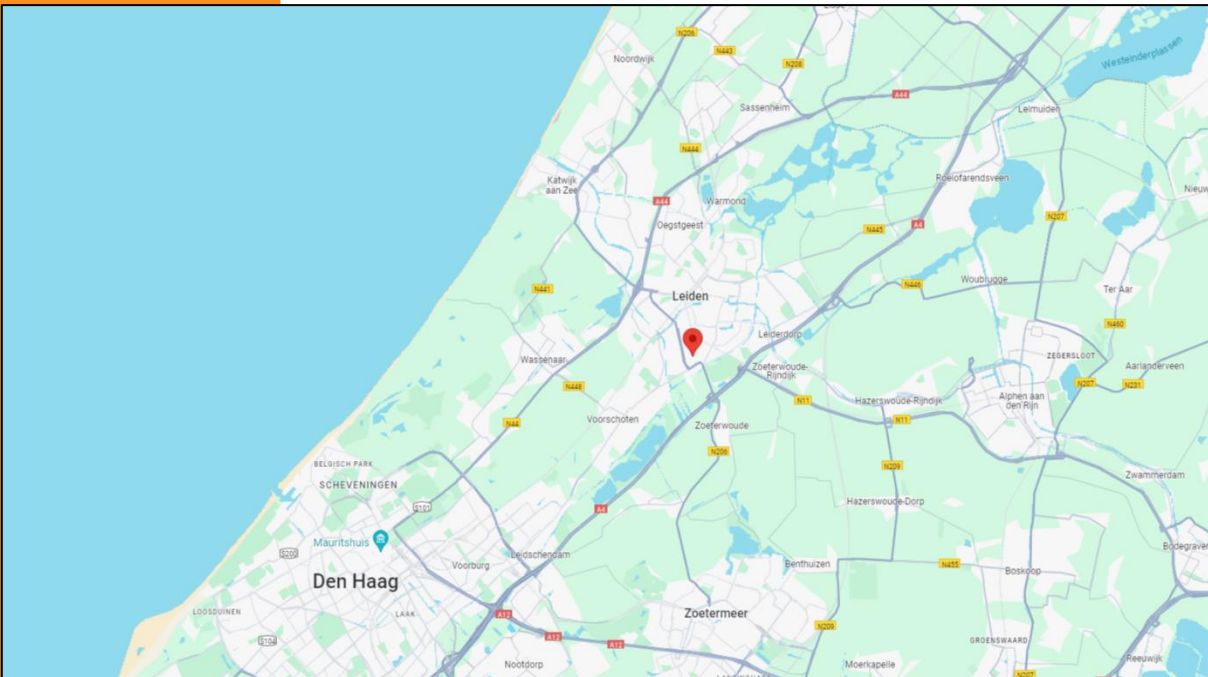 N206
Noordwijk
N443
N208
Westeinderplassen
Sassenheim
A44
Leimuiden
N444
Katwijk
aan Zee
Roelofarendsveen
A44
Warmond
N207
Oegstgeest
N445
A4
N441
Leiden
N446
Woubrugge
Ter Aar
Leiderdorp
N460
Wassenaar
Zoeterwoude-
Rijndijk
ZEGERSLOOT
Aarlanderveen
N448
N207
N231
N11
Hazerswoude-Rijndijk
Alphen aan
den Rijn
Voorschoten
N44
Zoeterwoude
N11
N206
BELGISCH PARK
N209
Zwammerdam
SCHEVENINGEN
S101
A4
Hazerswoude-Dorp
Mauritshuis
S200
Leidschendam
Voorburg
Benthuizen
N455
Boskoop
Den Haag
LOOSDUINEN
LAAK
A12
Zoetermeer
N209
S104
A12
A12
GROENSWAARD
Nootdorp
Moerkapelle
N207
Reeuwijk